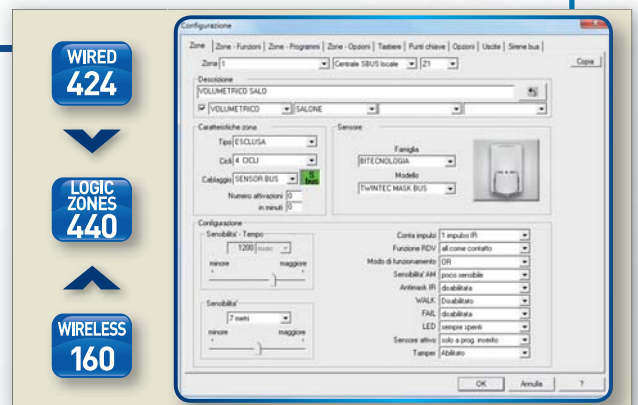 WIRED
424
LOGIC
ZONES
440
WIRELESS
160
Configurazione
Zone Zone - Funzioni Zone - Programmi Zone - Opzioni Tastiere Punti chiave Opzioni Uscite Sirene bus
Zona 1 Centrale SBUS locale Z1 Copia
Descrizione
VOLUMETRICO SALO
VOLUMETRICO SALONE
Caratteristiche zona
Tipo ESCLUSA
Cicli 4 CICLI
Cablaggio SENSOR BUS S bus
Numero attivazioni 0
in minuti 0
Sensore
Famiglia
BITECNOLOGIA
Modello
TWINTEC MASK BUS
Configurazione
Sensibilita' - Tempo
1200 msec
minore maggiore
Sensibilita'
7 metri
minore maggiore
Conta impulsi 1 impulso IR
Funzione RDV all.come contatto
Modo di funzionamento OR
Sensibilita' AM poco sensibile
Antimask IR disabilitata
WALK Disabilitato
FAIL disabilitata
LED sempre spenti
Sensore attivo solo a prog. inserito
Tamper Abilitato
OK Annulla ?